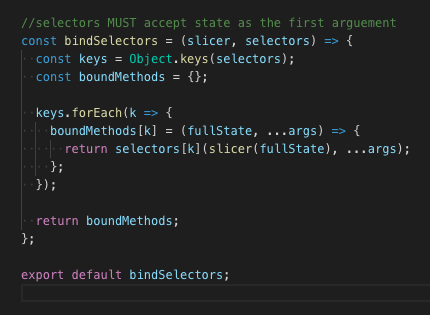 //selectors MUST accept state as the first arguement
const bindSelectors = (slicer, selectors) => {
  const keys = Object.keys(selectors);
  const boundMethods = {};

  keys.forEach(k => {
    boundMethods[k] = (fullState, ...args) => {
      return selectors[k](slicer(fullState), ...args);
    };
  });

  return boundMethods;
};

export default bindSelectors;